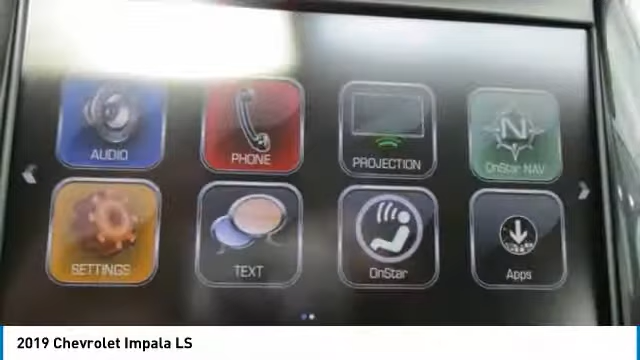 AUDIO
PHONE
PROJECTION
N
OnStar NAV
SETTINGS
TEXT
OnStar
Apps
2019 Chevrolet Impala LS